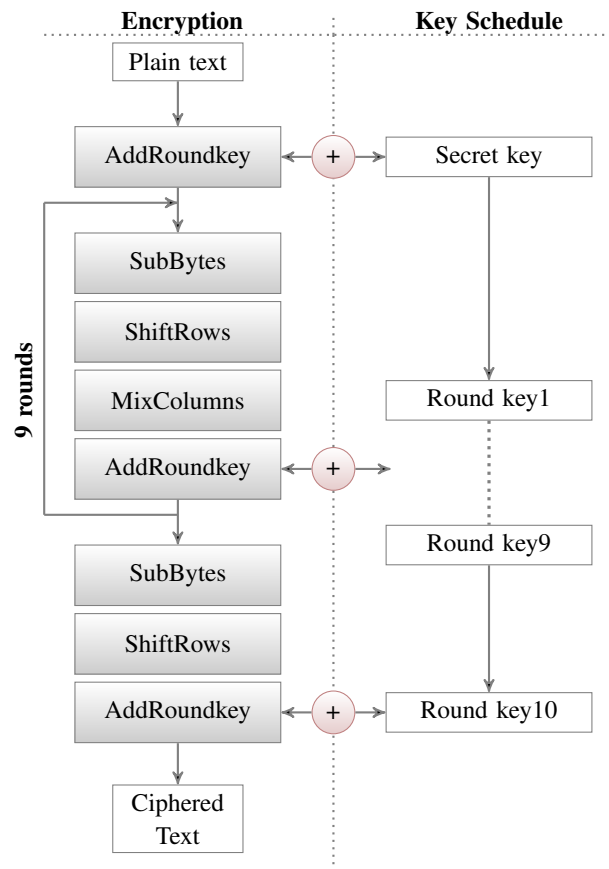 Encryption
Key Schedule
Plain text
AddRoundkey
+
Secret key
SubBytes
ShiftRows
MixColumns
Round key1
9 rounds
AddRoundkey
+
Round key9
SubBytes
ShiftRows
AddRoundkey
+
Round key10
Ciphered
Text